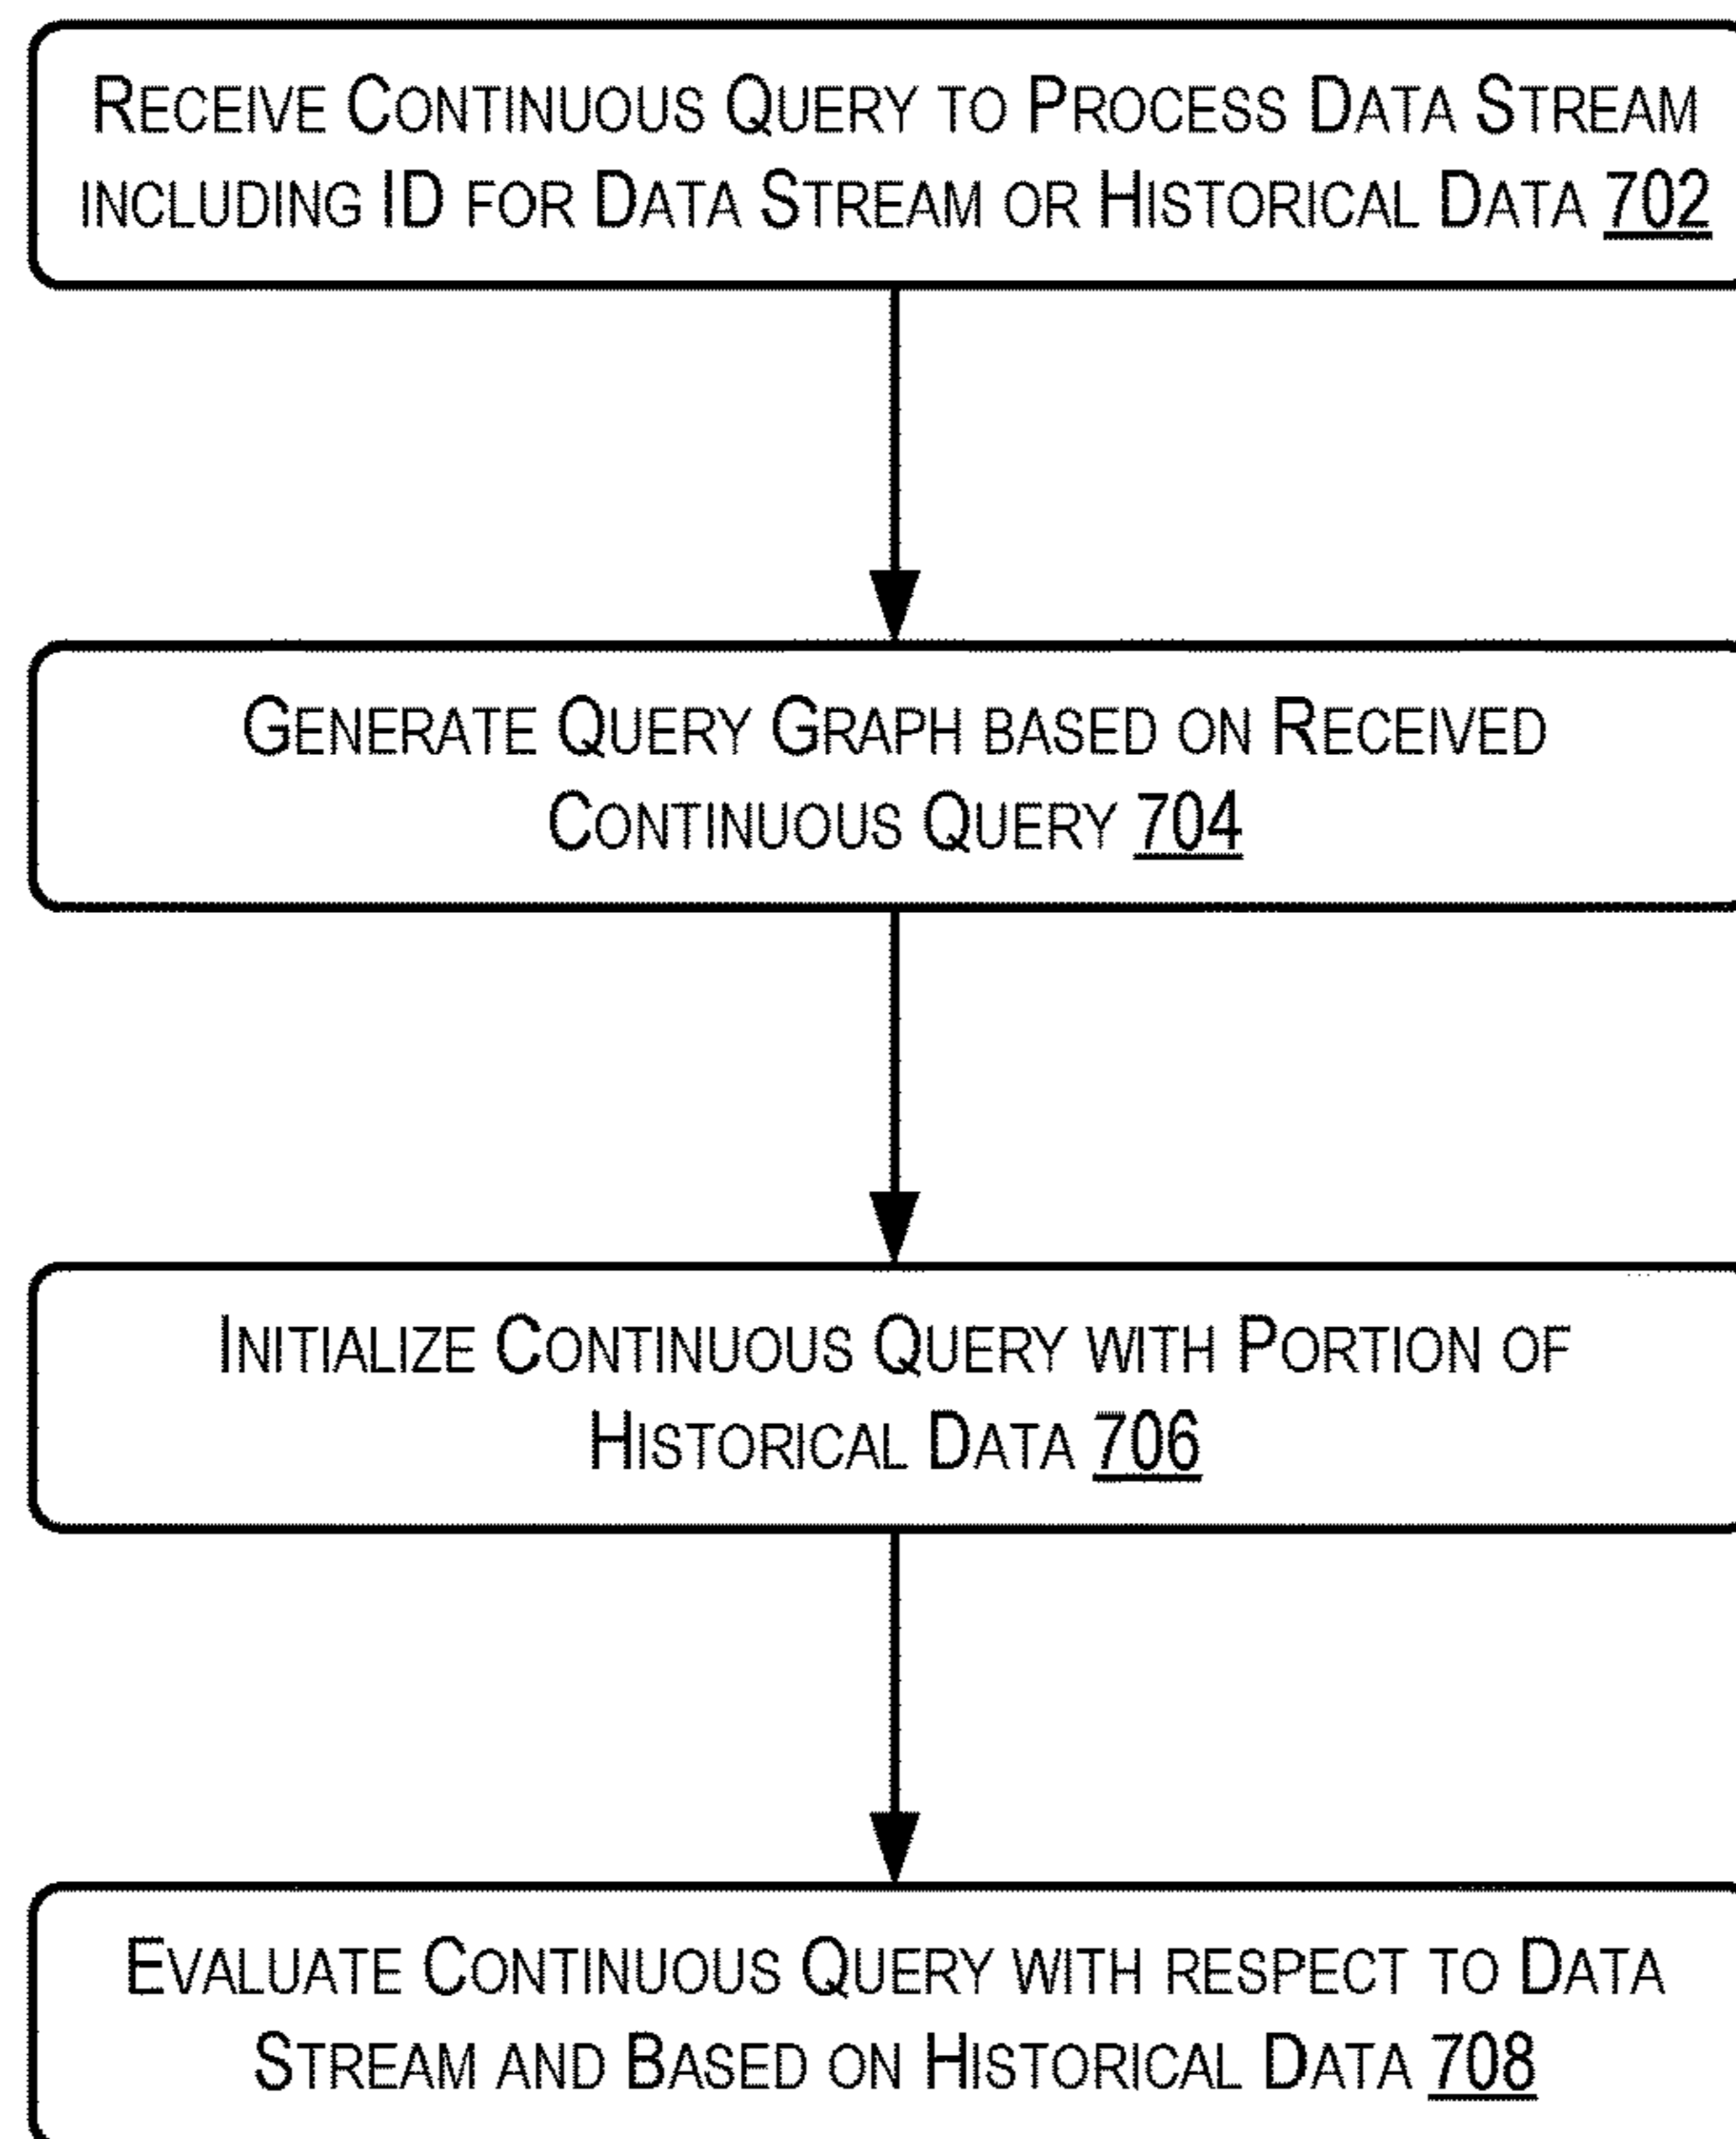 RECEIVE CONTINUOUS QUERY TO PROCESS DATA STREAM
INCLUDING ID FOR DATA STREAM OR HISTORICAL DATA 702
GENERATE QUERY GRAPH BASED ON RECEIVED
CONTINUOUS QUERY 704
INITIALIZE CONTINUOUS QUERY WITH PORTION OF
HISTORICAL DATA 706
EVALUATE CONTINUOUS QUERY WITH RESPECT TO DATA
STREAM AND BASED ON HISTORICAL DATA 708